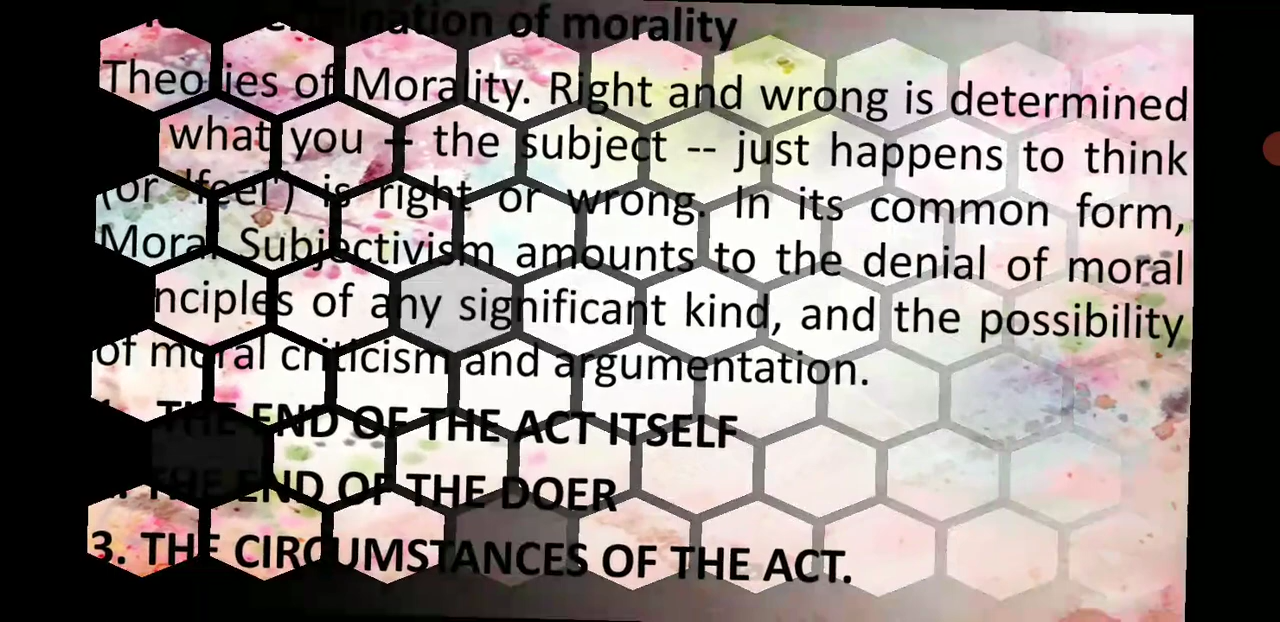 of morality
Theories of Morality. Right and wrong is determined
what you – the subject -- just happens to think
(or "feel") is right or wrong. In its common form,
Moral Subjectivism amounts to the denial of moral
nciples of any significant kind, and the possibility
of moral criticism and argumentation.
THE END OF THE ACT ITSELF
THE END OF THE DOER
3. THE CIRCUMSTANCES OF THE ACT.